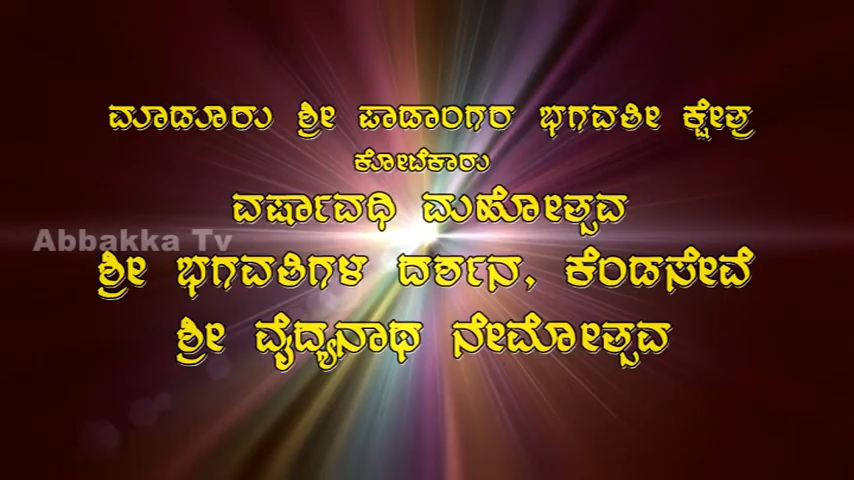 ಮಾಡೂರು ಶ್ರೀ ಪಾಡಾಂಗರ ಭಗವತೀ ಕ್ಷೇತ್ರ
ಕೋಟೆಕಾರು
ವರ್ಷಾವಧಿ ಮಹೋತ್ಸವ
Abbakka Tv
ಶ್ರೀ ಭಗವತಿಗಳ ದರ್ಶನ, ಕೆಂಡಸೇವೆ
ಶ್ರೀ ವೈದ್ಯನಾಥ ನೇಮೋತ್ಸವ